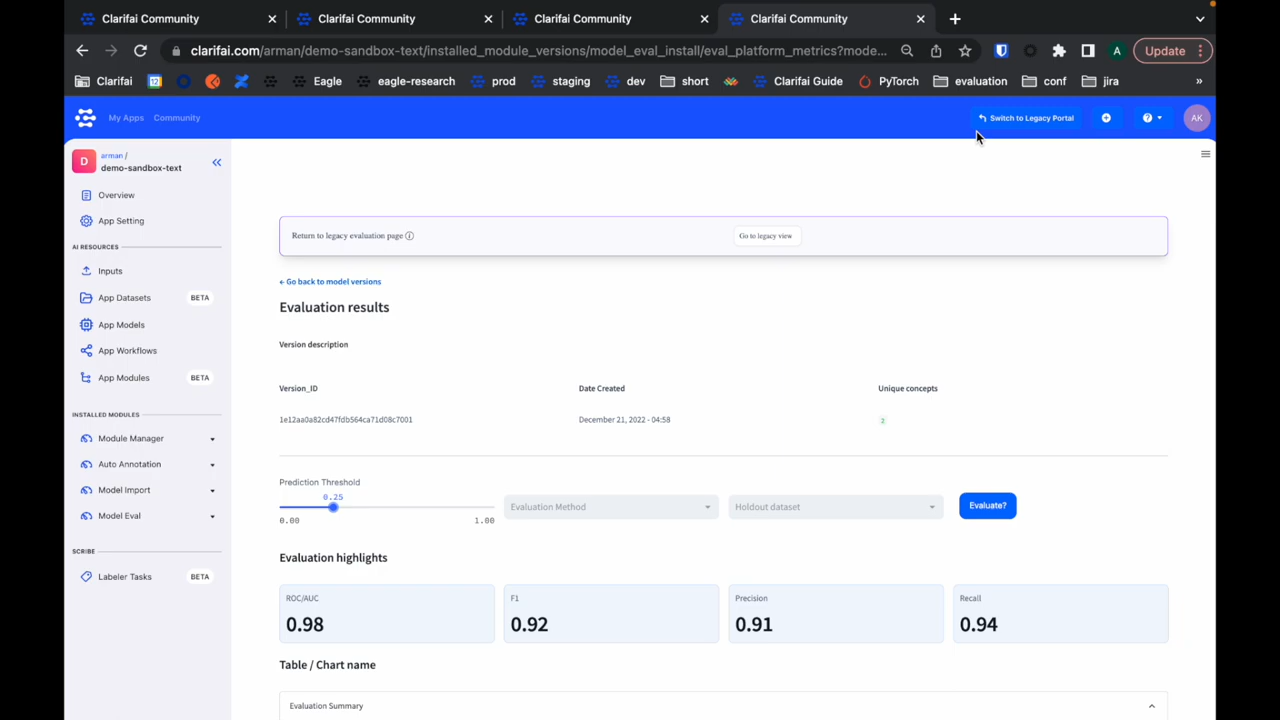 Clarifai Community
Clarifai Community
Clarifai Community
Clarifai Community
clarifai.com/arman/demo-sandbox-text/installed_module_versions/model_eval_install/eval_platform_metrics?mode...
A
Update
Clarifai
12
Eagle
eagle-research
prod
staging
dev
short
Clarifai Guide
PyTorch
evaluation
conf
jira
»
My Apps
Community
Switch to Legacy Portal
AK
D
arman /
demo-sandbox-text
Overview
App Setting
AI RESOURCES
Inputs
App Datasets BETA
App Models
App Workflows
App Modules BETA
INSTALLED MODULES
Module Manager
Auto Annotation
Model Import
Model Eval
SCRIBE
Labeler Tasks BETA
Return to legacy evaluation page
Go to legacy view
← Go back to model versions
Evaluation results
Version description
Version_ID Date Created Unique concepts
1e12aa0a82cd47fdb564ca71d08c7001 December 21, 2022 - 04:58 2
Prediction Threshold
0.25
0.00 1.00
Evaluation Method
Holdout dataset
Evaluate?
Evaluation highlights
ROC/AUC
0.98
F1
0.92
Precision
0.91
Recall
0.94
Table / Chart name
Evaluation Summary